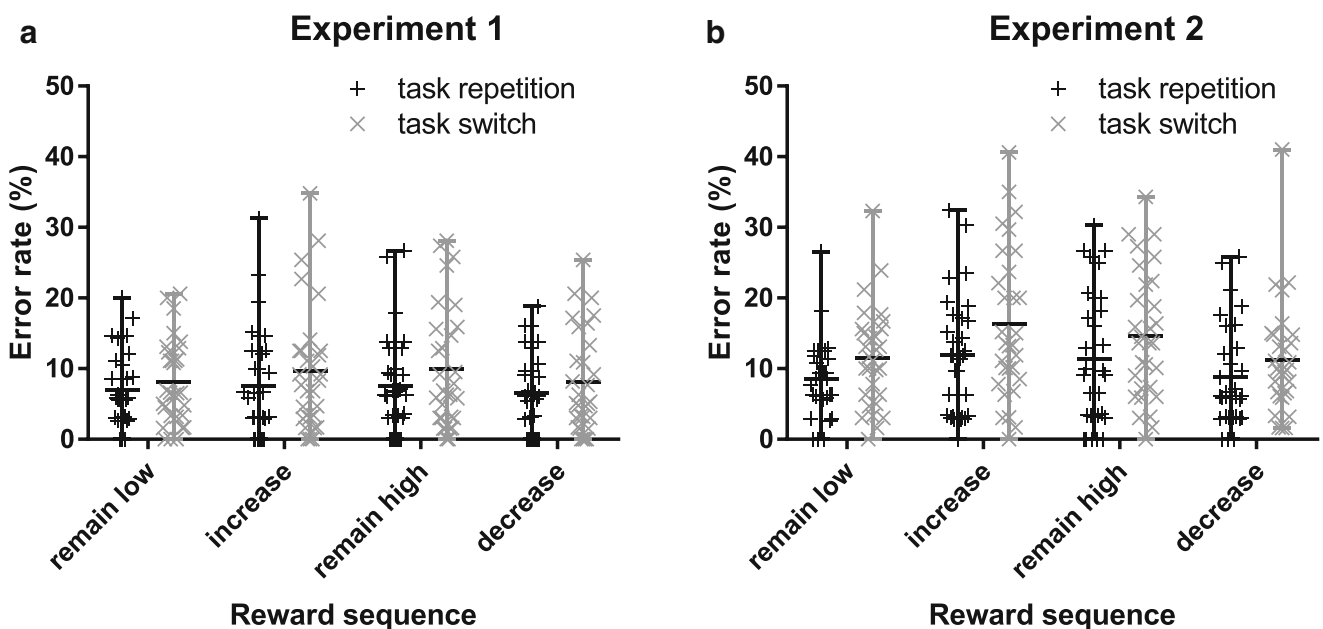 a
Experiment 1
50
40
30
20
10
0
Error rate (%)
task repetition
task switch
remain low
increase
remain high
decrease
Reward sequence
b
Experiment 2
50
40
30
20
10
0
Error rate (%)
task repetition
task switch
remain low
increase
remain high
decrease
Reward sequence